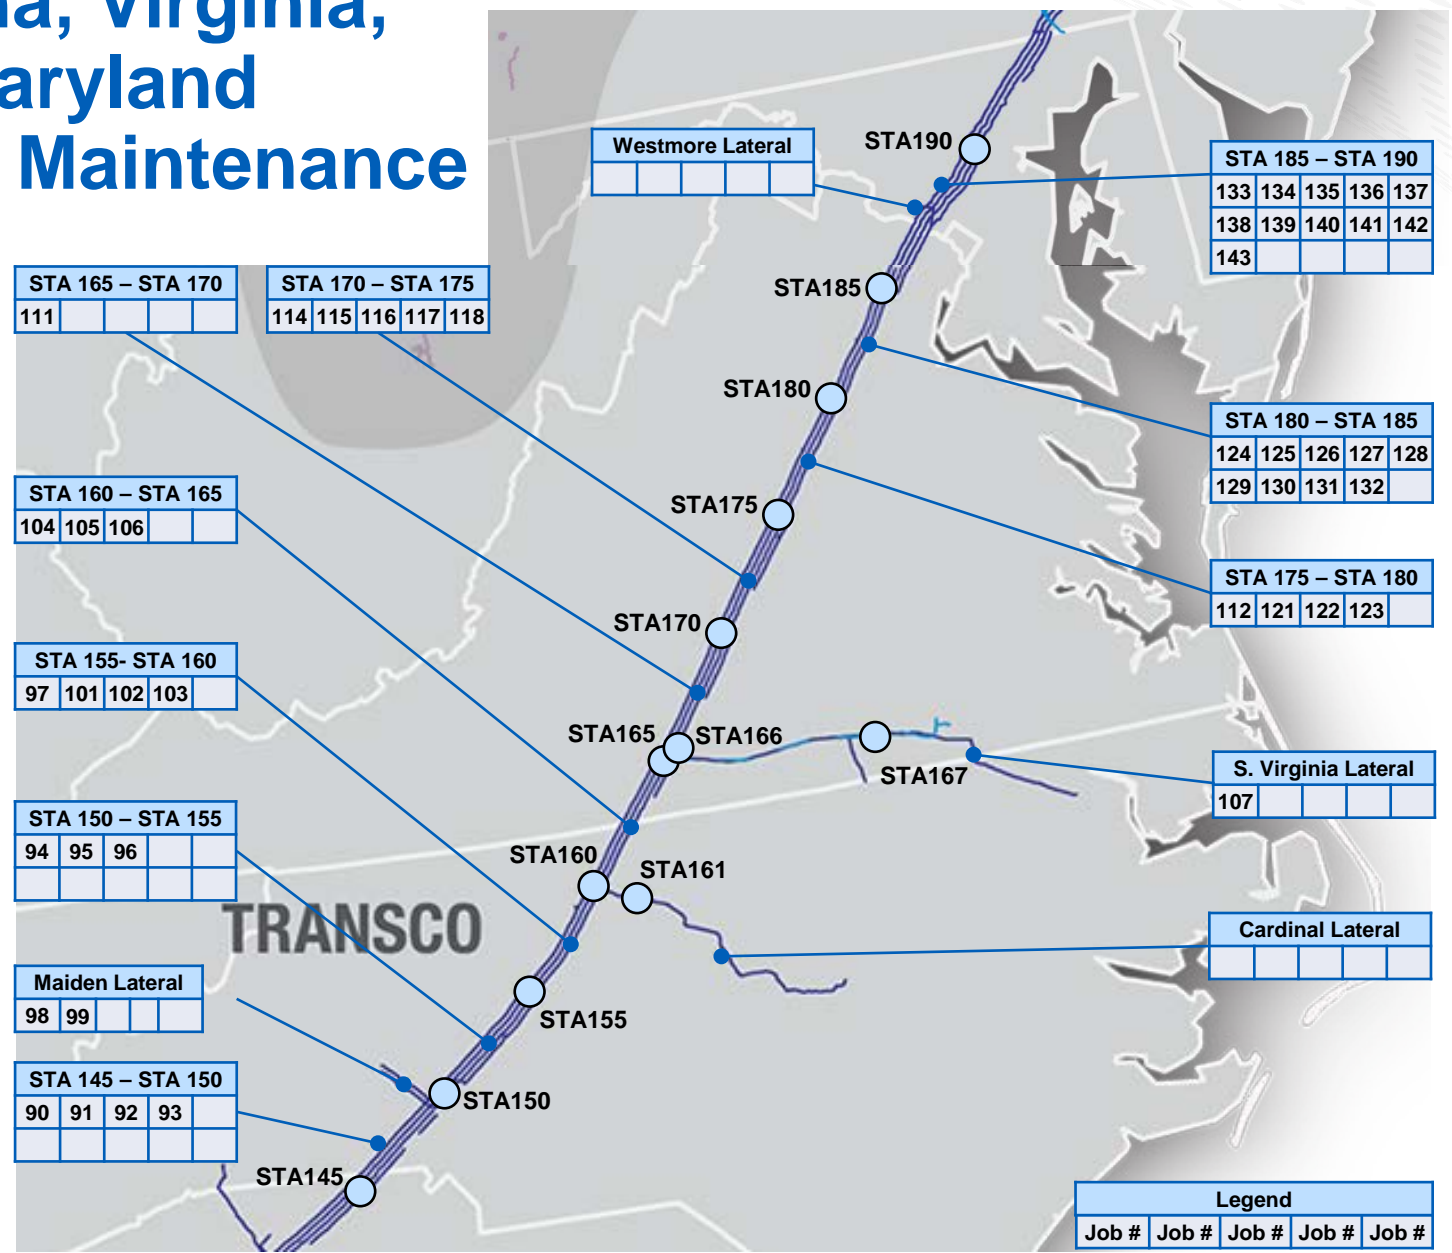 Virginia,
aryland
Maintenance
Westmore Lateral
STA190
STA 185 – STA 190
133 134 135 136 137
138 139 140 141 142
143
STA 165 – STA 170
111
STA 170 – STA 175
114 115 116 117 118
STA185
STA180
STA 180 – STA 185
124 125 126 127 128
129 130 131 132
STA 160 – STA 165
104 105 106
STA175
STA 175 – STA 180
112 121 122 123
STA170
STA 155- STA 160
97 101 102 103
STA165
STA166
STA167
S. Virginia Lateral
107
STA 150 – STA 155
94 95 96
STA160
STA161
TRANSCO
Cardinal Lateral
Maiden Lateral
98 99
STA155
STA 145 – STA 150
90 91 92 93
STA150
STA145
Legend
Job # Job # Job # Job # Job #